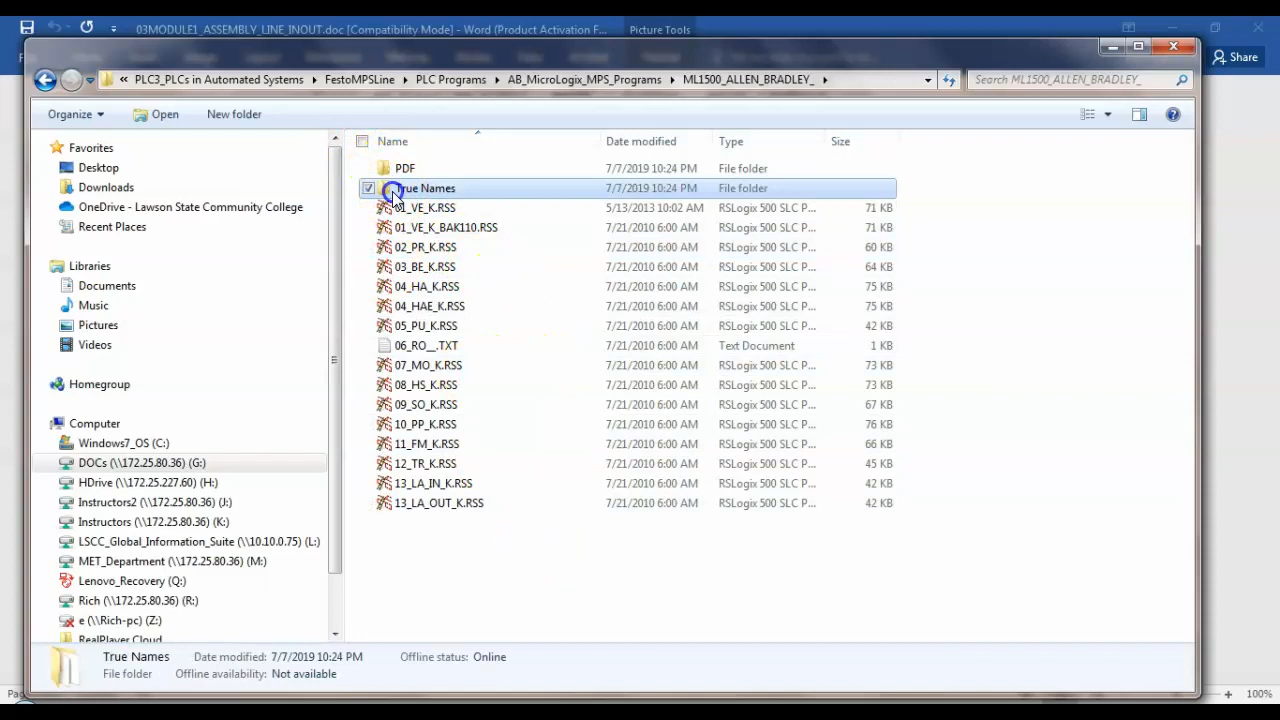 03MODULE1_ASSEMBLY_LINE_INOUT.doc [Compatibility Mode] - Word (Product Activation F... Picture Tools
Share
« PLC3_PLCs in Automated Systems FestoMPSLine PLC Programs AB_MicroLogix_MPS_Programs ML1500_ALLEN_BRADLEY_ Search ML1500_ALLEN_BRADLEY_
Organize Open New folder
Name Date modified Type Size
Favorites
Desktop
Downloads
OneDrive - Lawson State Community College
Recent Places
Libraries
Documents
Music
Pictures
Videos
Homegroup
Computer
Windows7_OS (C:)
DOCs (\\172.25.80.36) (G:)
HDrive (\\172.25.227.60) (H:)
Instructors2 (\\172.25.80.36) (J:)
Instructors (\\172.25.80.36) (K:)
LSCC_Global_Information_Suite (\\10.10.0.75) (L:)
MET_Department (\\172.25.80.36) (M:)
Lenovo_Recovery (Q:)
Rich (\\172.25.80.36) (R:)
e (\\Rich-pc) (Z:)
RealPlayer Cloud
PDF 7/7/2019 10:24 PM File folder
True Names 7/7/2019 10:24 PM File folder
01_VE_K.RSS 5/13/2013 10:02 AM RSLogix 500 SLC P... 71 KB
01_VE_K_BAK110.RSS 7/21/2010 6:00 AM RSLogix 500 SLC P... 71 KB
02_PR_K.RSS 7/21/2010 6:00 AM RSLogix 500 SLC P... 60 KB
03_BE_K.RSS 7/21/2010 6:00 AM RSLogix 500 SLC P... 64 KB
04_HA_K.RSS 7/21/2010 6:00 AM RSLogix 500 SLC P... 75 KB
04_HAE_K.RSS 7/21/2010 6:00 AM RSLogix 500 SLC P... 75 KB
05_PU_K.RSS 7/21/2010 6:00 AM RSLogix 500 SLC P... 42 KB
06_RO__.TXT 7/21/2010 6:00 AM Text Document 1 KB
07_MO_K.RSS 7/21/2010 6:00 AM RSLogix 500 SLC P... 73 KB
08_HS_K.RSS 7/21/2010 6:00 AM RSLogix 500 SLC P... 73 KB
09_SO_K.RSS 7/21/2010 6:00 AM RSLogix 500 SLC P... 67 KB
10_PP_K.RSS 7/21/2010 6:00 AM RSLogix 500 SLC P... 76 KB
11_FM_K.RSS 7/21/2010 6:00 AM RSLogix 500 SLC P... 66 KB
12_TR_K.RSS 7/21/2010 6:00 AM RSLogix 500 SLC P... 45 KB
13_LA_IN_K.RSS 7/21/2010 6:00 AM RSLogix 500 SLC P... 42 KB
13_LA_OUT_K.RSS 7/21/2010 6:00 AM RSLogix 500 SLC P... 42 KB
True Names Date modified: 7/7/2019 10:24 PM Offline status: Online
File folder Offline availability: Not available
100%